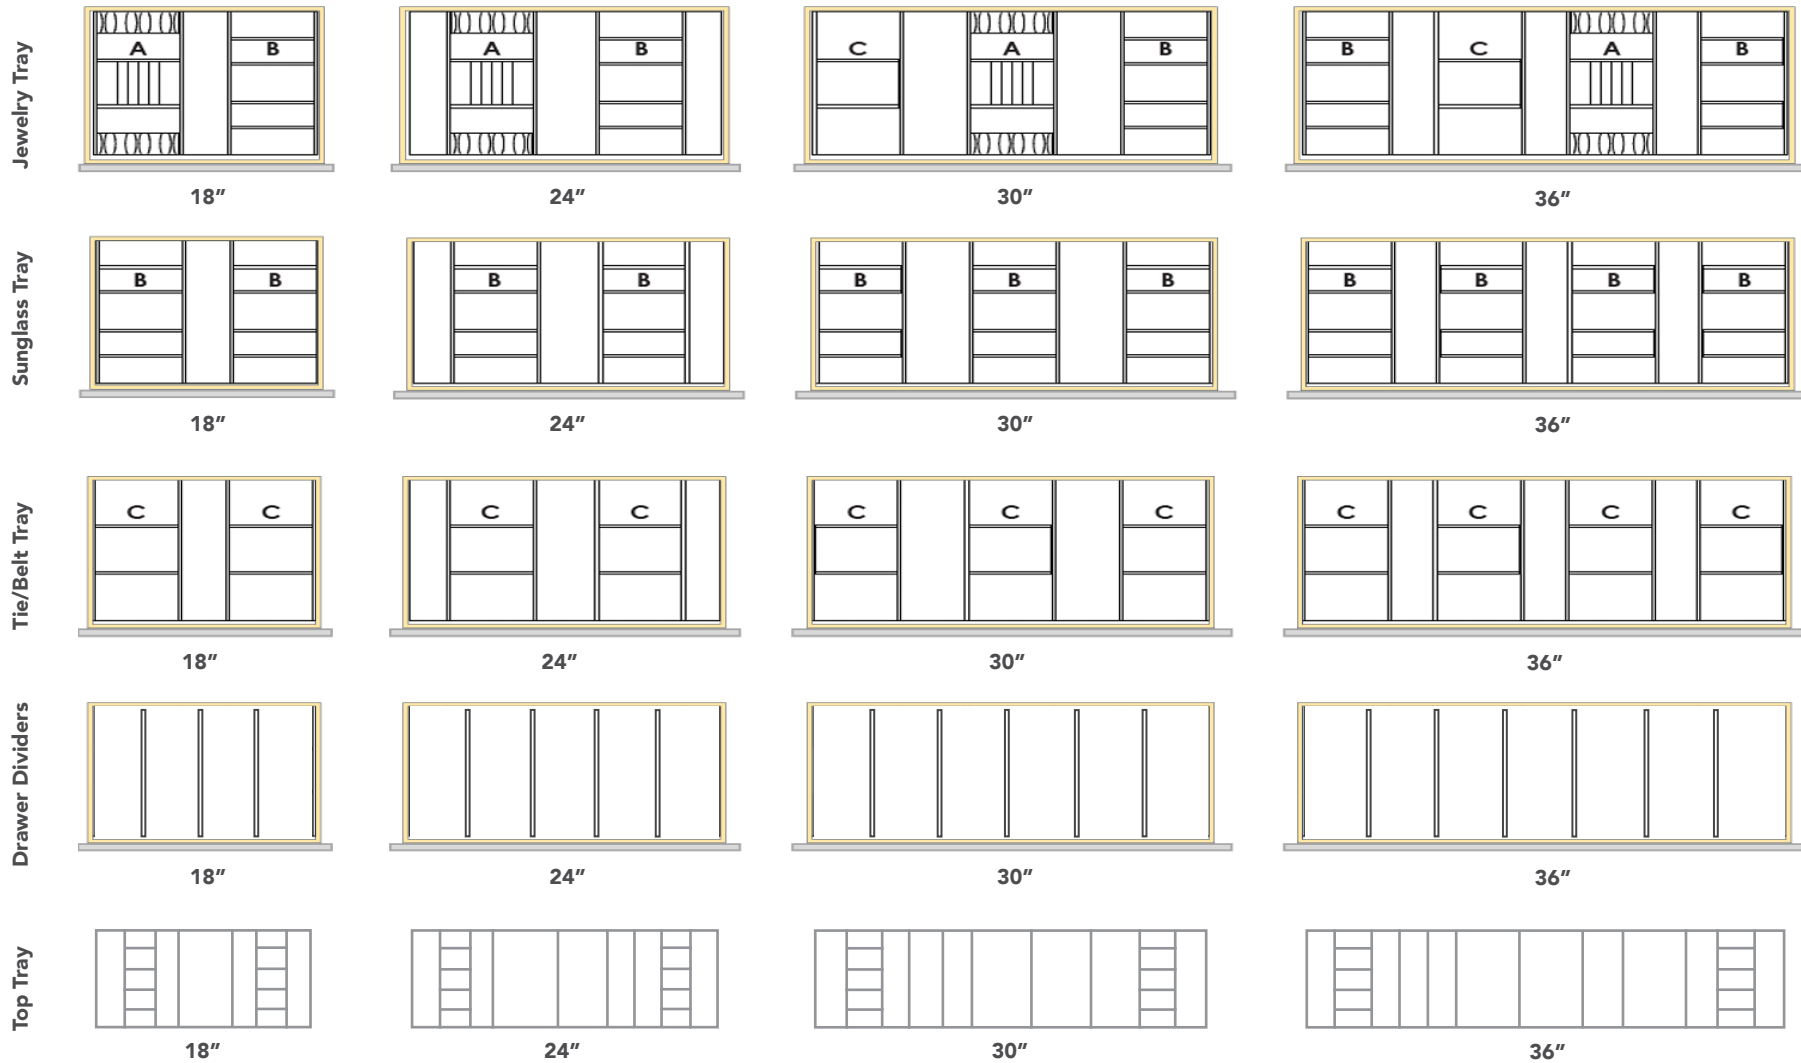 Jewelry Tray
A B
A B
C A B
B C A B
18” 24” 30” 36”
Sunglass Tray
B B
B B
B B B
B B B B
18” 24” 30” 36”
Tie/Belt Tray
C C
C C
C C C
C C C C
18” 24” 30” 36”
Drawer Dividers
18” 24” 30” 36”
Top Tray
18” 24” 30” 36”